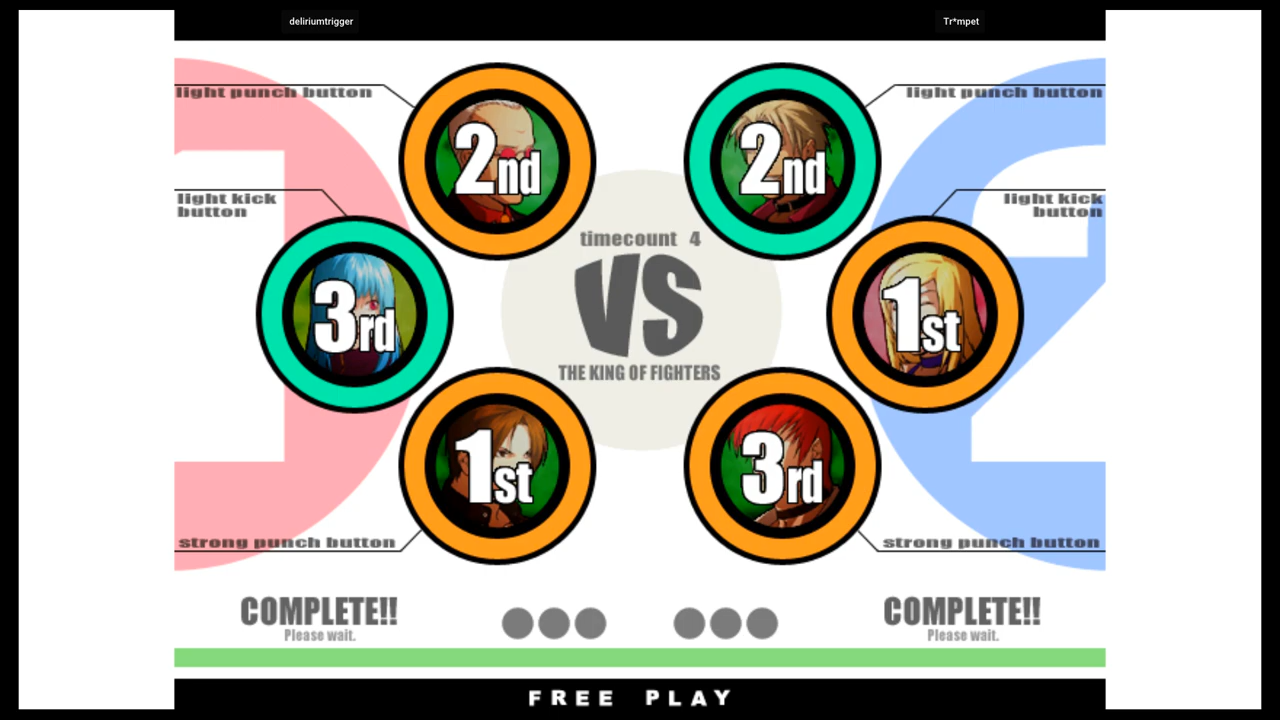 deliriumtrigger
Tr*mpet
light punch button
light punch button
2nd
2nd
light kick
button
light kick
button
timecount 4
VS
3rd
1st
THE KING OF FIGHTERS
1st
3rd
strong punch button
strong punch button
COMPLETE!!
Please wait.
COMPLETE!!
Please wait.
FREE PLAY